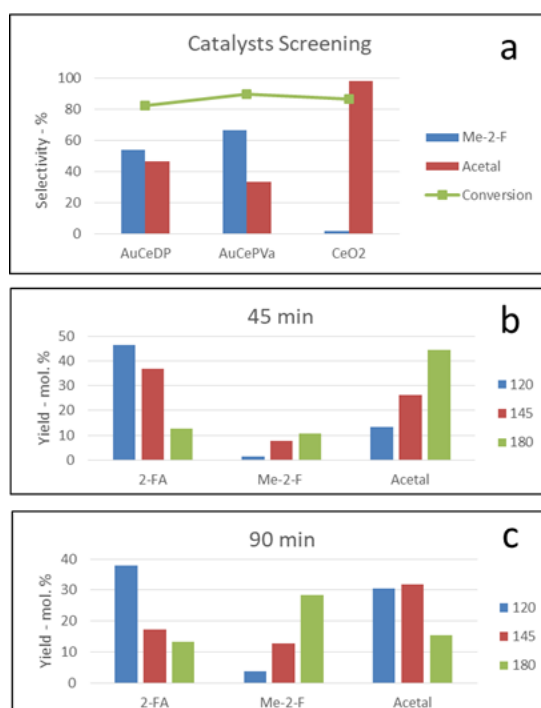 Catalysts Screening
a
Selectivity - %
100
80
60
40
20
0
AuCeDP
AuCePVa
CeO2
Me-2-F
Acetal
Conversion
45 min
b
Yield - mol. %
50
40
30
20
10
0
2-FA
Me-2-F
Acetal
120
145
180
90 min
c
Yield - mol. %
40
30
20
10
0
2-FA
Me-2-F
Acetal
120
145
180